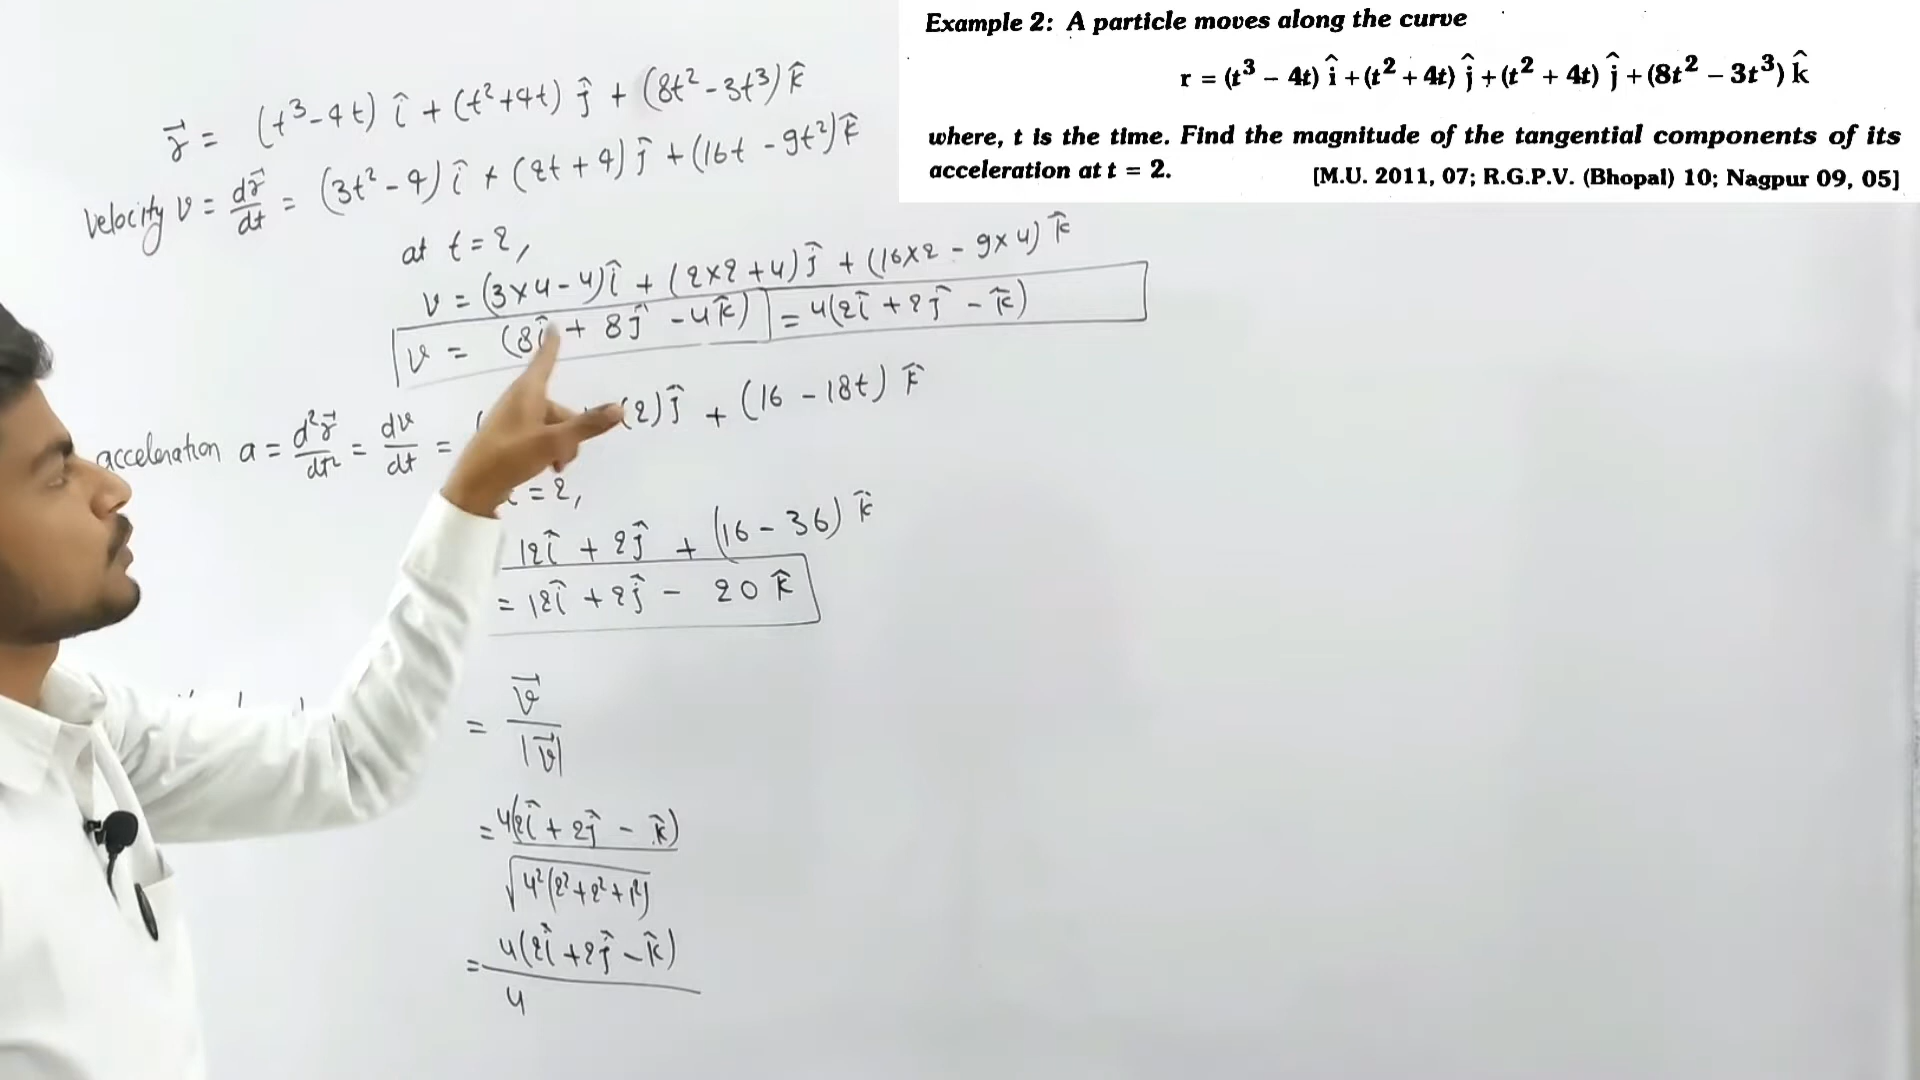 Example 2: A particle moves along the curve
r = (t³ − 4t) î + (t² + 4t) ĵ + (t² + 4t) ĵ + (8t² − 3t³) k̂
where, t is the time. Find the magnitude of the tangential components of its
acceleration at t = 2. [M.U. 2011, 07; R.G.P.V. (Bhopal) 10; Nagpur 09, 05]
r⃗ = (t³-4t) î + (t²+4t) ĵ + (8t²-3t³) k̂
velocity v = dr⃗/dt = (3t²-4) î + (2t+4) ĵ + (16t-9t²) k̂
at t=2,
v = (3×4-4) î + (2×2+4) ĵ + (16×2-9×4) k̂
v = (8î + 8ĵ - 4k̂) = 4(2î + 2ĵ - k̂)
acceleration a = d²r⃗/dt² = dv/dt = (2)ĵ + (16-18t) k̂
=2,
12î + 2ĵ + (16-36) k̂
= 12î + 2ĵ - 20 k̂
= v⃗/|v⃗|
= 4(2î + 2ĵ - k̂)
√4²(2²+2²+1²)
= 4(2î + 2ĵ - k̂)
4